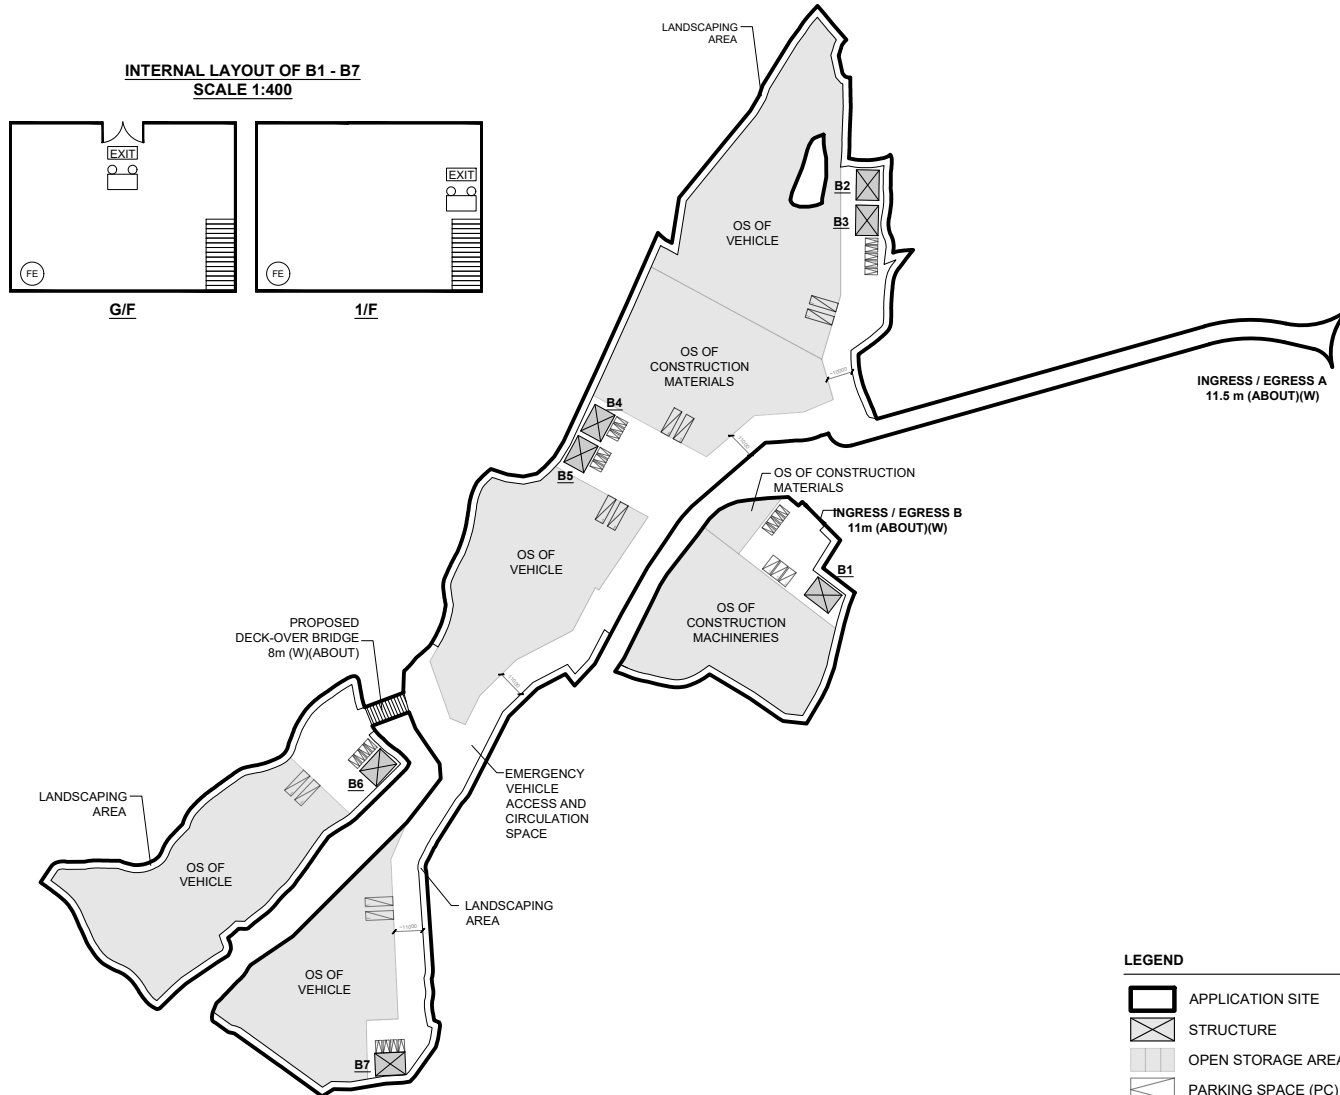 LANDSCAPING
AREA
INTERNAL LAYOUT OF B1 - B7
SCALE 1:400
EXIT
FE
G/F
EXIT
FE
1/F
B2
B3
OS OF
VEHICLE
OS OF
CONSTRUCTION
MATERIALS
~10000
INGRESS / EGRESS A
11.5 m (ABOUT)(W)
B4
B5
11000
OS OF CONSTRUCTION
MATERIALS
INGRESS / EGRESS B
11m (ABOUT)(W)
B1
OS OF
VEHICLE
OS OF
CONSTRUCTION
MACHINERIES
PROPOSED
DECK-OVER BRIDGE
8m (W)(ABOUT)
11000
B6
EMERGENCY
VEHICLE
ACCESS AND
CIRCULATION
SPACE
LANDSCAPING
AREA
OS OF
VEHICLE
LANDSCAPING
AREA
~11000
OS OF
VEHICLE
B7
LEGEND
APPLICATION SITE
STRUCTURE
OPEN STORAGE AREA
PARKING SPACE (PC)